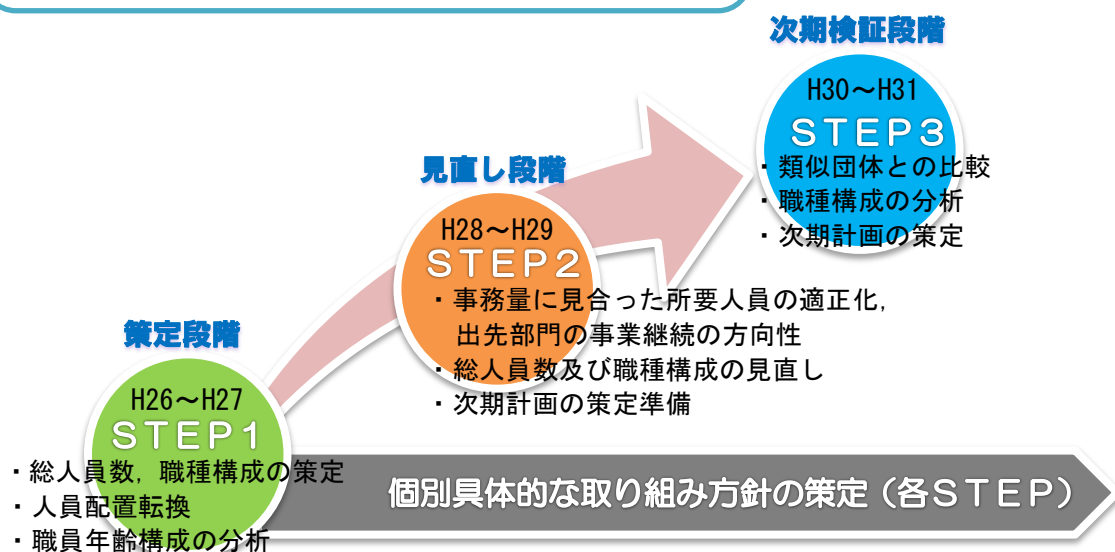 次期検証段階
H30～H31
STEP3
・類似団体との比較
・職種構成の分析
・次期計画の策定
見直し段階
H28～H29
STEP2
・事務量に見合った所要人員の適正化，
出先部門の事業継続の方向性
・総人員数及び職種構成の見直し
・次期計画の策定準備
策定段階
H26～H27
STEP1
・総人員数，職種構成の策定
・人員配置転換
・職員年齢構成の分析
個別具体的な取り組み方針の策定（各ＳＴＥＰ）